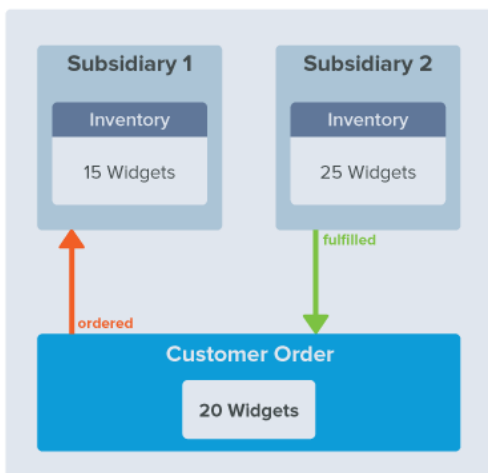 Subsidiary 1
Inventory
15 Widgets
Subsidiary 2
Inventory
25 Widgets
fulfilled
ordered
Customer Order
20 Widgets